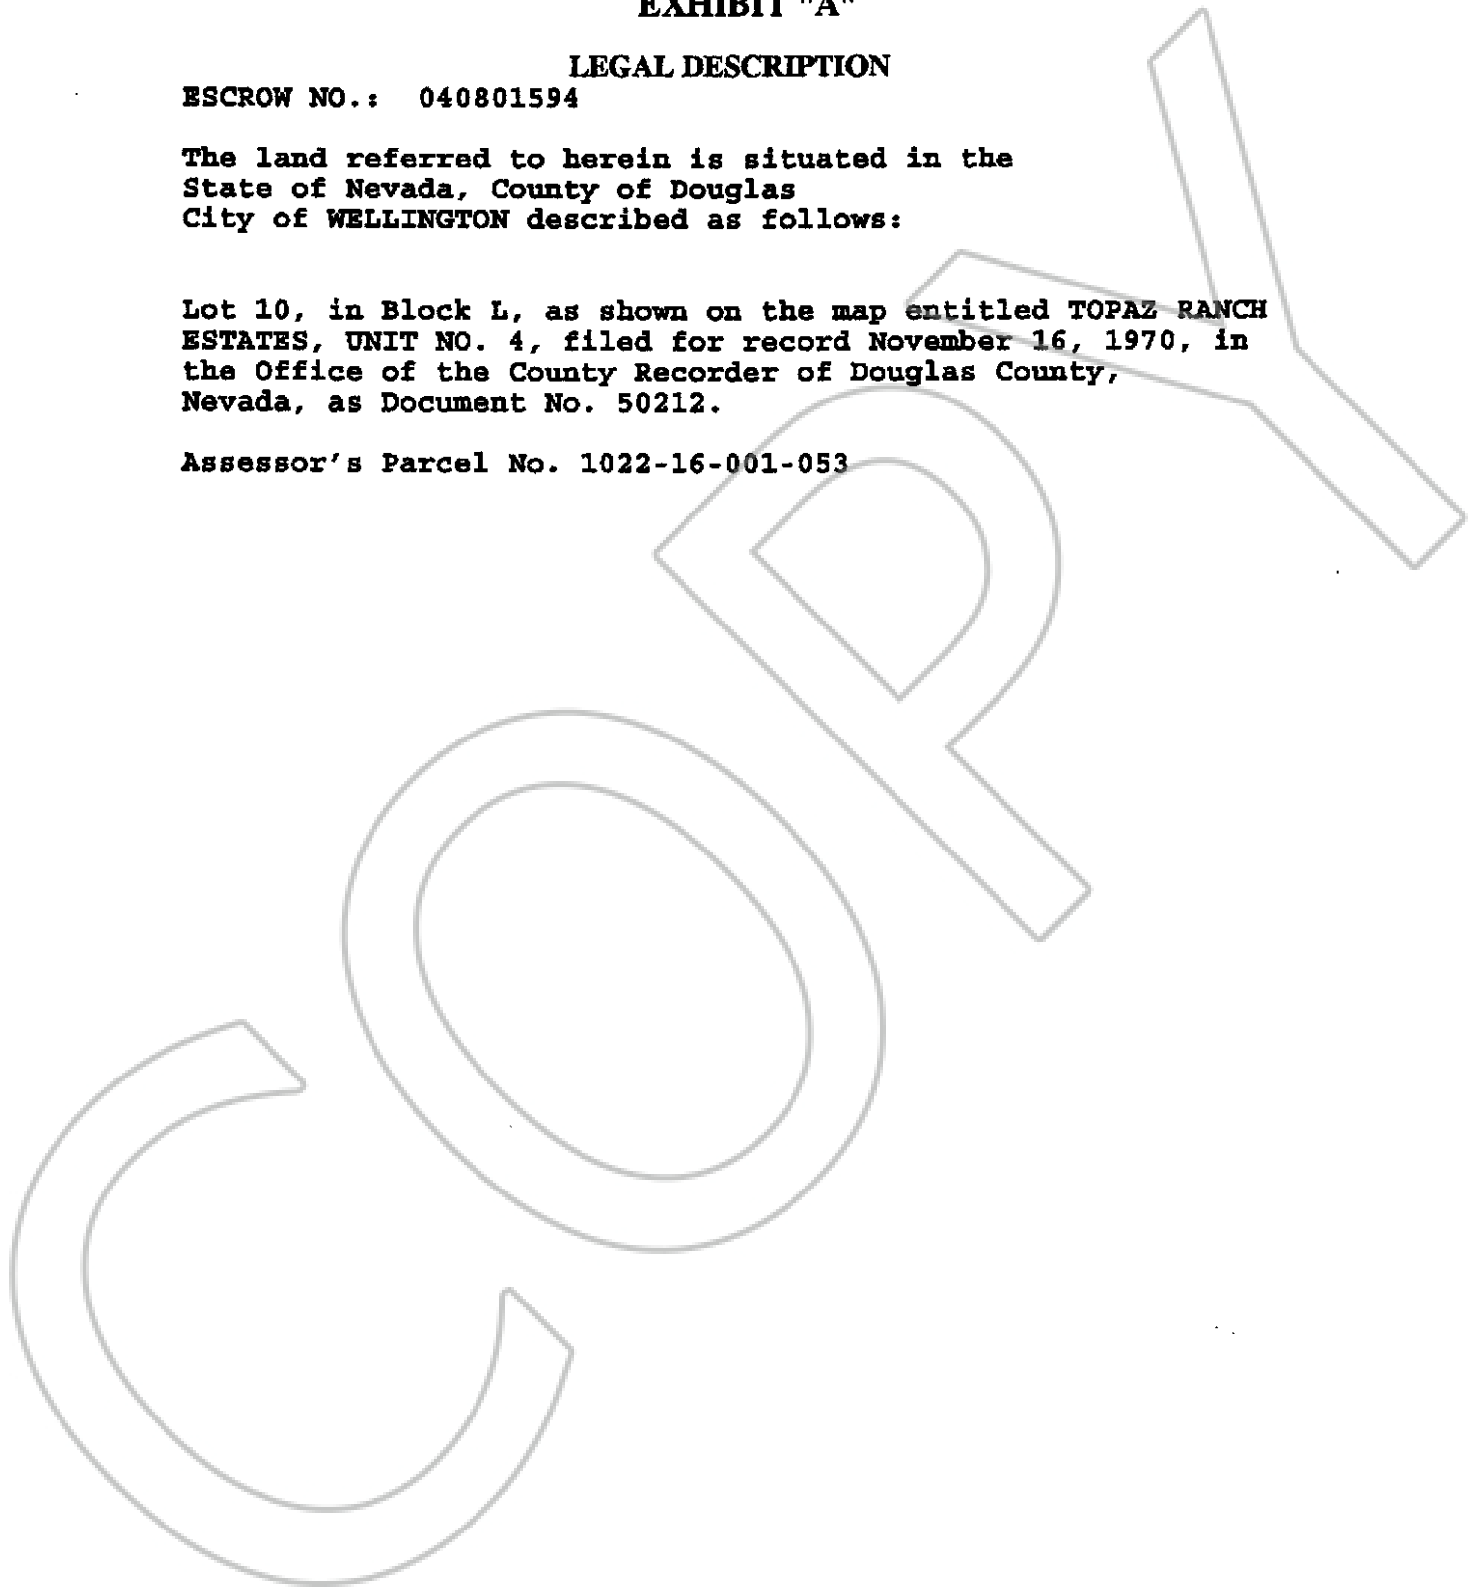 EXHIBIT "A"
LEGAL DESCRIPTION
ESCROW NO.: 040801594
The land referred to herein is situated in the
State of Nevada, County of Douglas
City of WELLINGTON described as follows:
Lot 10, in Block L, as shown on the map entitled TOPAZ RANCH
ESTATES, UNIT NO. 4, filed for record November 16, 1970, in
the Office of the County Recorder of Douglas County,
Nevada, as Document No. 50212.
Assessor's Parcel No. 1022-16-001-053
COPY